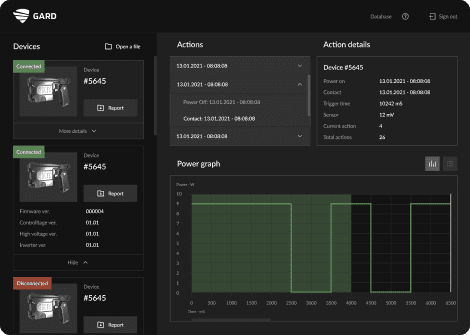 GARD
Database
Sign out
Devices
Open a file
Connected
Device
#5645
Report
More details
Connected
Device
#5645
Report
Firmware ver. 000004
Controlltage ver. 01.01
High voltage ver. 01.01
Inverter ver 01.01
Hide
Disconnected
Device
#5645
Report
Actions
13.01.2021 - 08:08:08
13.01.2021 - 08:08:08
Power Off: 13.01.2021 - 08:08:08
Contact: 13.01.2021 - 08:08:08
13.01.2021 - 08:08:08
Action details
Device #5645
Power on 13.01.2021 - 08:08:08
Contact 13.01.2021 - 08:08:08
Trigger time 10242 mS
Sensor 12 mV
Current action 4
Total actions 26
Power graph
Power - W
10
9
8
7
6
5
4
3
2
1
0
0 500 1000 1500 2000 2500 3000 3500 4000 4500 5000 5500 6000 6500
Time - mS